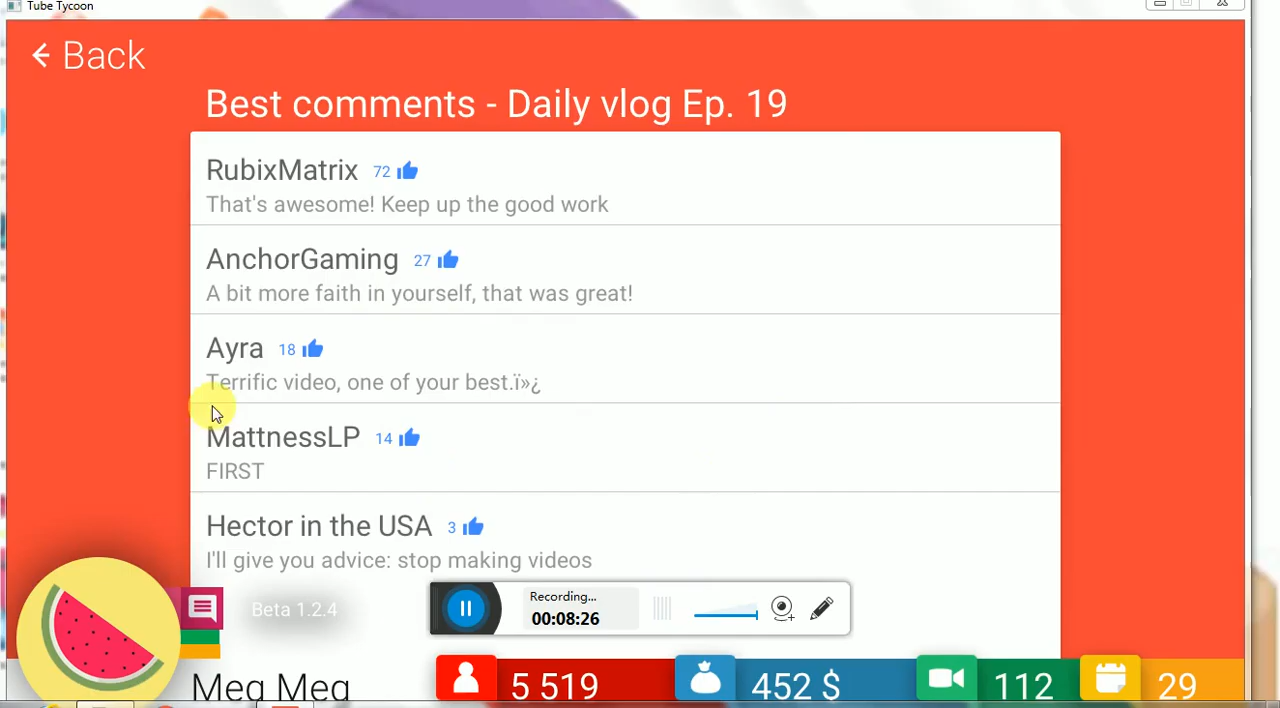 Tube Tycoon
Back
Best comments - Daily vlog Ep. 19
RubixMatrix 72
That's awesome! Keep up the good work
AnchorGaming 27
A bit more faith in yourself, that was great!
Ayra 18
Terrific video, one of your best.ï»¿
MattnessLP 14
FIRST
Hector in the USA 3
I'll give you advice: stop making videos
Beta 1.2.4
Recording...
00:08:26
Meg Meg
5 519
452 $
112
29